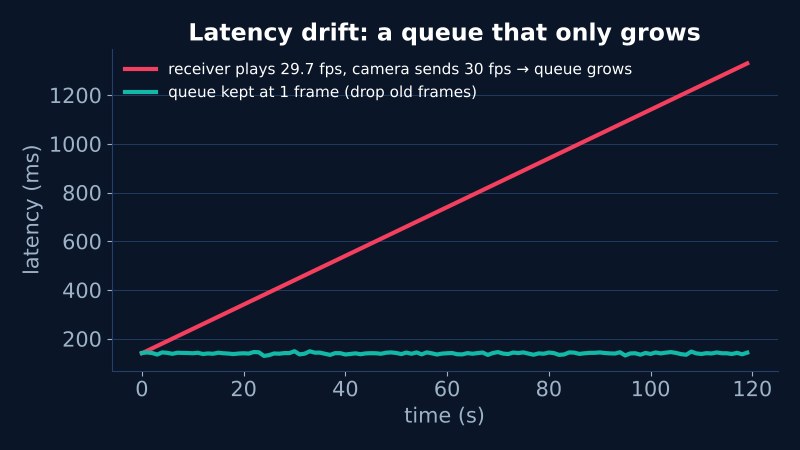 Latency drift: a queue that only grows
receiver plays 29.7 fps, camera sends 30 fps → queue grows
queue kept at 1 frame (drop old frames)
latency (ms)
1200
1000
800
600
400
200
0 20 40 60 80 100 120
time (s)